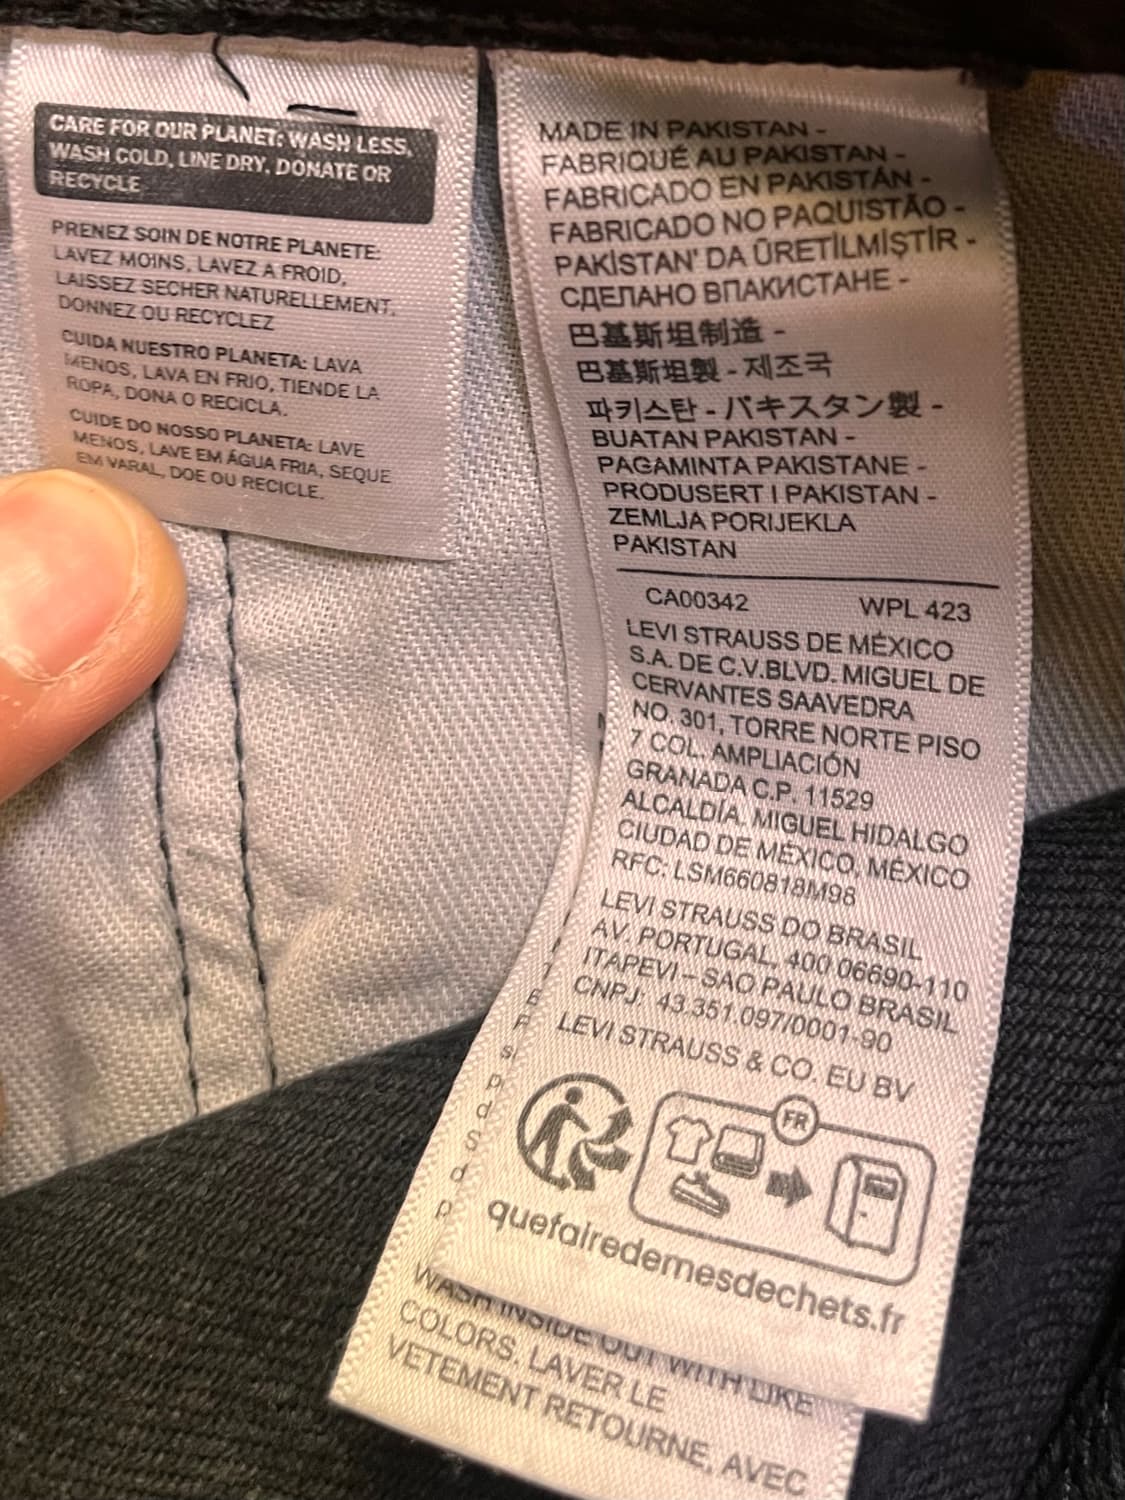 CARE FOR OUR PLANET: WASH LESS,
WASH COLD, LINE DRY, DONATE OR
RECYCLE
PRENEZ SOIN DE NOTRE PLANETE:
LAVEZ MOINS, LAVEZ A FROID,
LAISSEZ SECHER NATURELLEMENT.
DONNEZ OU RECYCLEZ
CUIDA NUESTRO PLANETA: LAVA
MENOS, LAVA EN FRIO, TIENDE LA
ROPA, DONA O RECICLA.
CUIDE DO NOSSO PLANETA: LAVE
MENOS, LAVE EM ÁGUA FRIA, SEQUE
EM VARAL, DOE OU RECICLE.
MADE IN PAKISTAN -
FABRIQUÉ AU PAKISTAN -
FABRICADO EN PAKISTÁN -
FABRICADO NO PAQUISTÃO -
PAKİSTAN' DA ÜRETİLMİŞTİR -
СДЕЛАНО ВПАКИСТАНЕ -
巴基斯坦制造 -
巴基斯坦製 - 제조국
파키스탄 - パキスタン製 -
BUATAN PAKISTAN -
PAGAMINTA PAKISTANE -
PRODUSERT I PAKISTAN -
ZEMLJA PORIJEKLA
PAKISTAN
CA00342 WPL 423
LEVI STRAUSS DE MÉXICO
S.A. DE C.V.BLVD. MIGUEL DE
CERVANTES SAAVEDRA
NO. 301, TORRE NORTE PISO
7 COL. AMPLIACIÓN
GRANADA C.P. 11529
ALCALDÍA. MIGUEL HIDALGO
CIUDAD DE MÉXICO, MÉXICO
RFC: LSM660818M98
LEVI STRAUSS DO BRASIL
AV. PORTUGAL, 400 06690-110
ITAPEVI – SAO PAULO BRASIL
CNPJ: 43.351.097/0001-90
LEVI STRAUSS & CO. EU BV
FR
quefairedemesdechets.fr
WASH INSIDE OUT WITH LIKE
COLORS. LAVER LE
VETEMENT RETOURNE, AVEC